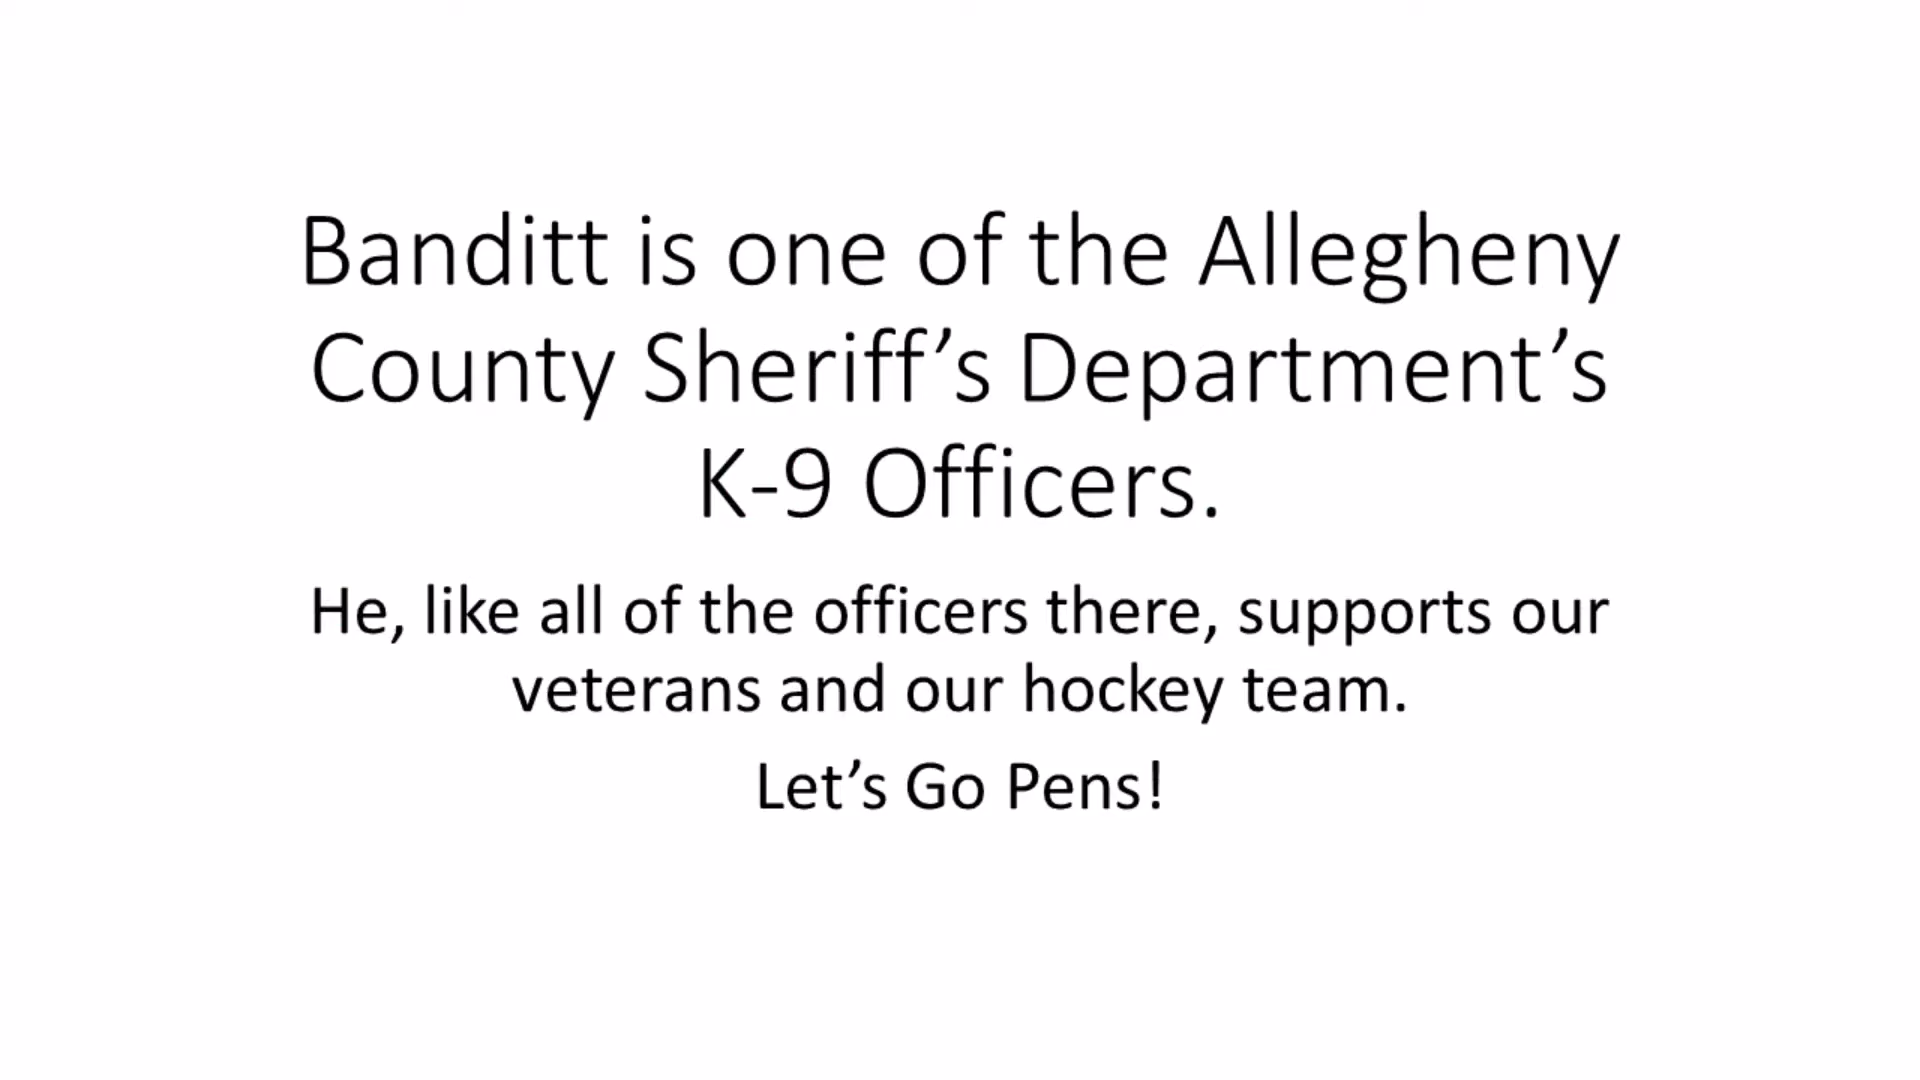 Banditt is one of the Allegheny
County Sheriff’s Department’s
K-9 Officers.
He, like all of the officers there, supports our
veterans and our hockey team.
Let’s Go Pens!